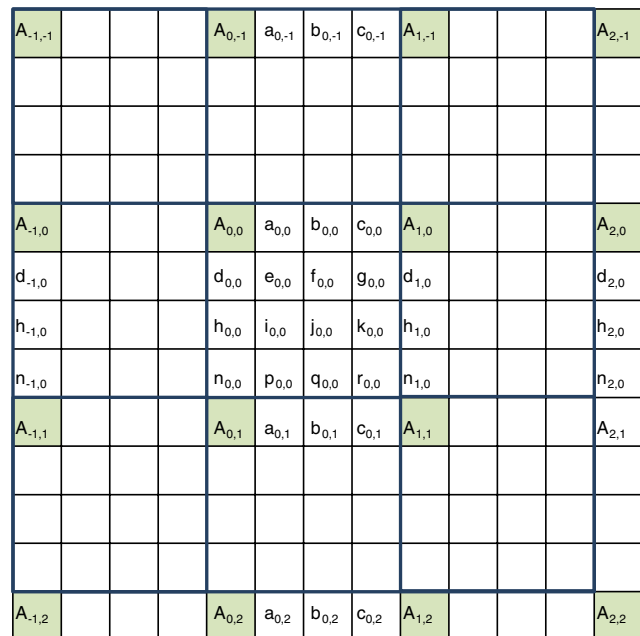 A-1,-1 A0,-1 a0,-1 b0,-1 c0,-1 A1,-1 A2,-1
A-1,0 A0,0 a0,0 b0,0 c0,0 A1,0 A2,0
d-1,0 d0,0 e0,0 f0,0 g0,0 d1,0 d2,0
h-1,0 h0,0 i0,0 j0,0 k0,0 h1,0 h2,0
n-1,0 n0,0 p0,0 q0,0 r0,0 n1,0 n2,0
A-1,1 A0,1 a0,1 b0,1 c0,1 A1,1 A2,1
A-1,2 A0,2 a0,2 b0,2 c0,2 A1,2 A2,2